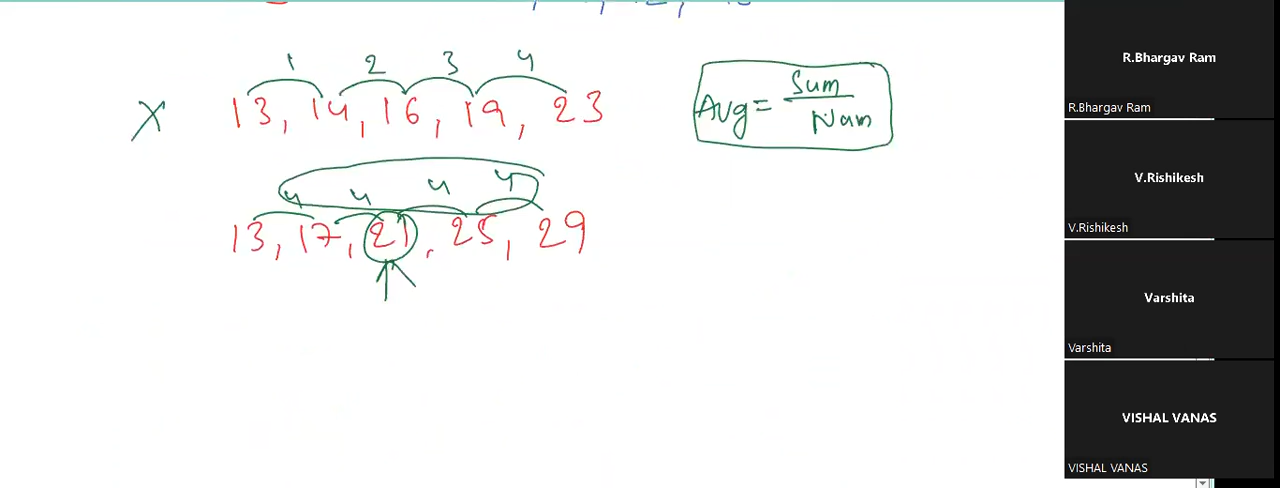 1 2 3 4
X 13, 14, 16, 19, 23
Avg = Sum
Num
4 4 4 4
13, 17, 21, 25, 29
R.Bhargav Ram
R.Bhargav Ram
V.Rishikesh
V.Rishikesh
Varshita
Varshita
VISHAL VANAS
VISHAL VANAS